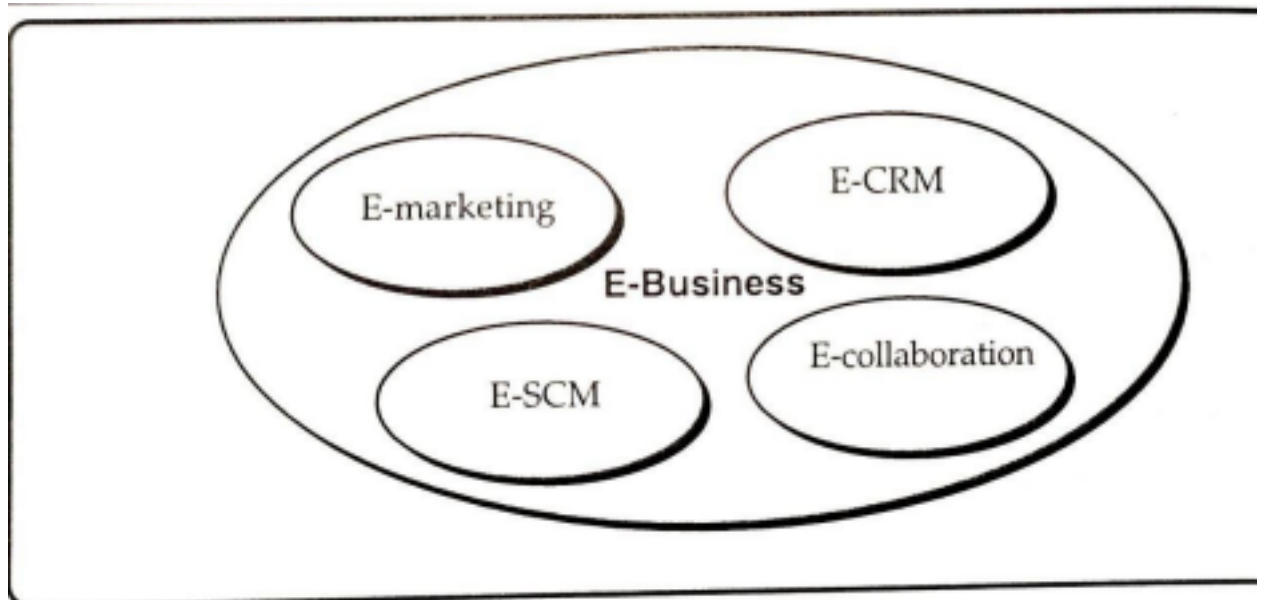 E-marketing
E-CRM
E-Business
E-SCM
E-collaboration